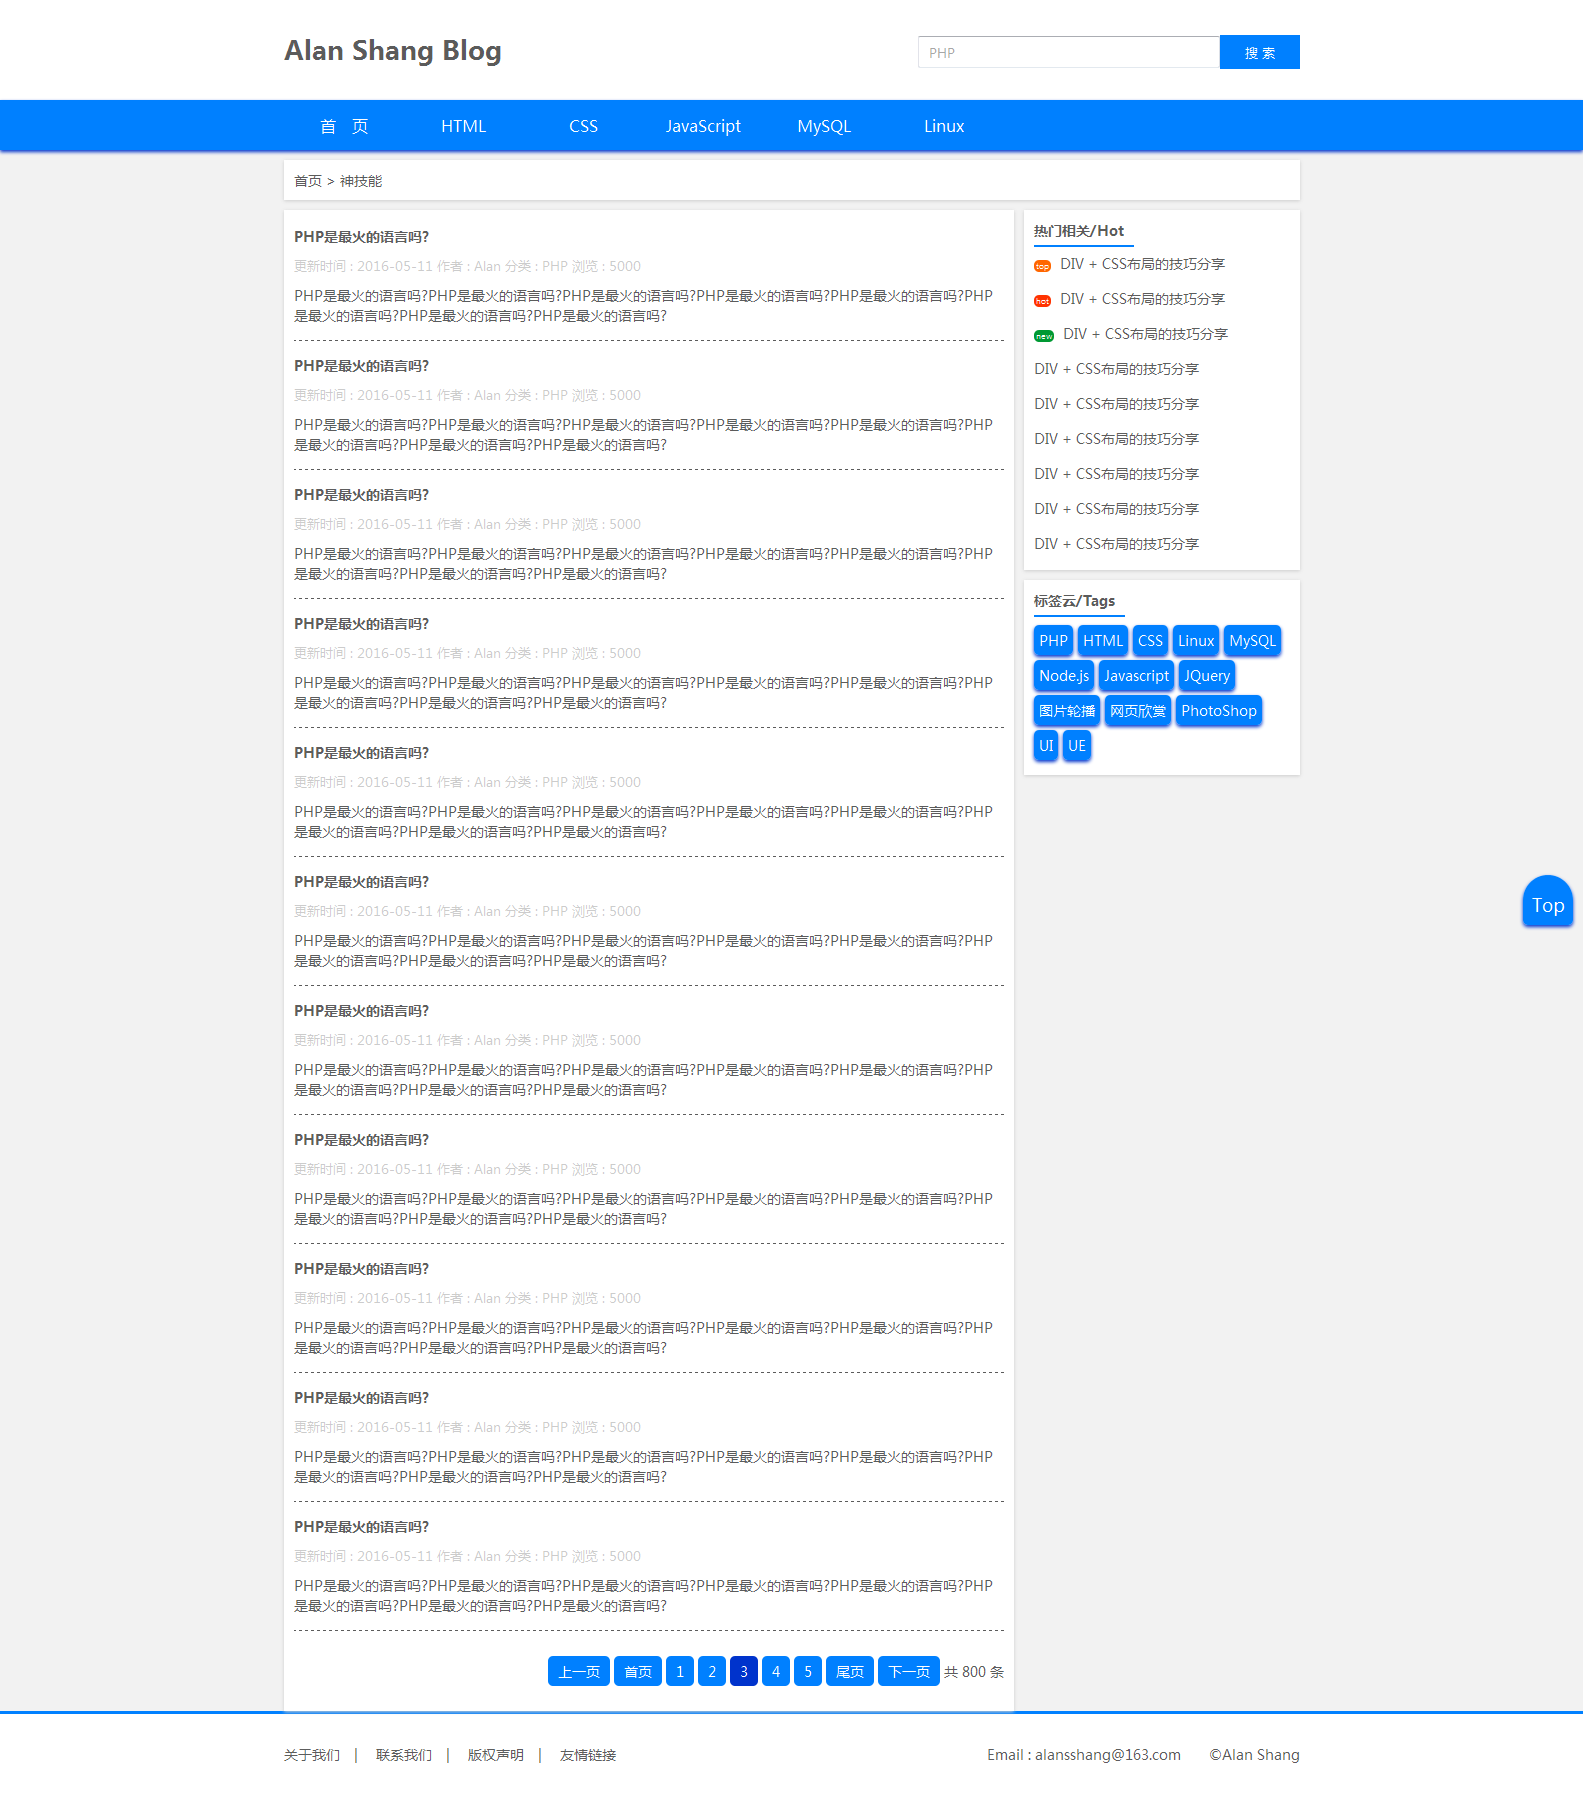 Alan Shang Blog
PHP
搜 索
首 页 HTML CSS JavaScript MySQL Linux
首页 > 神技能
PHP是最火的语言吗?
更新时间 : 2016-05-11 作者 : Alan 分类 : PHP 浏览 : 5000
PHP是最火的语言吗?PHP是最火的语言吗?PHP是最火的语言吗?PHP是最火的语言吗?PHP是最火的语言吗?PHP
是最火的语言吗?PHP是最火的语言吗?PHP是最火的语言吗?
PHP是最火的语言吗?
更新时间 : 2016-05-11 作者 : Alan 分类 : PHP 浏览 : 5000
PHP是最火的语言吗?PHP是最火的语言吗?PHP是最火的语言吗?PHP是最火的语言吗?PHP是最火的语言吗?PHP
是最火的语言吗?PHP是最火的语言吗?PHP是最火的语言吗?
PHP是最火的语言吗?
更新时间 : 2016-05-11 作者 : Alan 分类 : PHP 浏览 : 5000
PHP是最火的语言吗?PHP是最火的语言吗?PHP是最火的语言吗?PHP是最火的语言吗?PHP是最火的语言吗?PHP
是最火的语言吗?PHP是最火的语言吗?PHP是最火的语言吗?
PHP是最火的语言吗?
更新时间 : 2016-05-11 作者 : Alan 分类 : PHP 浏览 : 5000
PHP是最火的语言吗?PHP是最火的语言吗?PHP是最火的语言吗?PHP是最火的语言吗?PHP是最火的语言吗?PHP
是最火的语言吗?PHP是最火的语言吗?PHP是最火的语言吗?
PHP是最火的语言吗?
更新时间 : 2016-05-11 作者 : Alan 分类 : PHP 浏览 : 5000
PHP是最火的语言吗?PHP是最火的语言吗?PHP是最火的语言吗?PHP是最火的语言吗?PHP是最火的语言吗?PHP
是最火的语言吗?PHP是最火的语言吗?PHP是最火的语言吗?
PHP是最火的语言吗?
更新时间 : 2016-05-11 作者 : Alan 分类 : PHP 浏览 : 5000
PHP是最火的语言吗?PHP是最火的语言吗?PHP是最火的语言吗?PHP是最火的语言吗?PHP是最火的语言吗?PHP
是最火的语言吗?PHP是最火的语言吗?PHP是最火的语言吗?
PHP是最火的语言吗?
更新时间 : 2016-05-11 作者 : Alan 分类 : PHP 浏览 : 5000
PHP是最火的语言吗?PHP是最火的语言吗?PHP是最火的语言吗?PHP是最火的语言吗?PHP是最火的语言吗?PHP
是最火的语言吗?PHP是最火的语言吗?PHP是最火的语言吗?
PHP是最火的语言吗?
更新时间 : 2016-05-11 作者 : Alan 分类 : PHP 浏览 : 5000
PHP是最火的语言吗?PHP是最火的语言吗?PHP是最火的语言吗?PHP是最火的语言吗?PHP是最火的语言吗?PHP
是最火的语言吗?PHP是最火的语言吗?PHP是最火的语言吗?
PHP是最火的语言吗?
更新时间 : 2016-05-11 作者 : Alan 分类 : PHP 浏览 : 5000
PHP是最火的语言吗?PHP是最火的语言吗?PHP是最火的语言吗?PHP是最火的语言吗?PHP是最火的语言吗?PHP
是最火的语言吗?PHP是最火的语言吗?PHP是最火的语言吗?
PHP是最火的语言吗?
更新时间 : 2016-05-11 作者 : Alan 分类 : PHP 浏览 : 5000
PHP是最火的语言吗?PHP是最火的语言吗?PHP是最火的语言吗?PHP是最火的语言吗?PHP是最火的语言吗?PHP
是最火的语言吗?PHP是最火的语言吗?PHP是最火的语言吗?
PHP是最火的语言吗?
更新时间 : 2016-05-11 作者 : Alan 分类 : PHP 浏览 : 5000
PHP是最火的语言吗?PHP是最火的语言吗?PHP是最火的语言吗?PHP是最火的语言吗?PHP是最火的语言吗?PHP
是最火的语言吗?PHP是最火的语言吗?PHP是最火的语言吗?
上一页 首页 1 2 3 4 5 尾页 下一页 共 800 条
热门相关/Hot
top DIV + CSS布局的技巧分享
hot DIV + CSS布局的技巧分享
new DIV + CSS布局的技巧分享
DIV + CSS布局的技巧分享
DIV + CSS布局的技巧分享
DIV + CSS布局的技巧分享
DIV + CSS布局的技巧分享
DIV + CSS布局的技巧分享
DIV + CSS布局的技巧分享
标签云/Tags
PHP HTML CSS Linux MySQL
Node.js Javascript JQuery
图片轮播 网页欣赏 PhotoShop
UI UE
Top
关于我们 | 联系我们 | 版权声明 | 友情链接
Email : alansshang@163.com ©Alan Shang